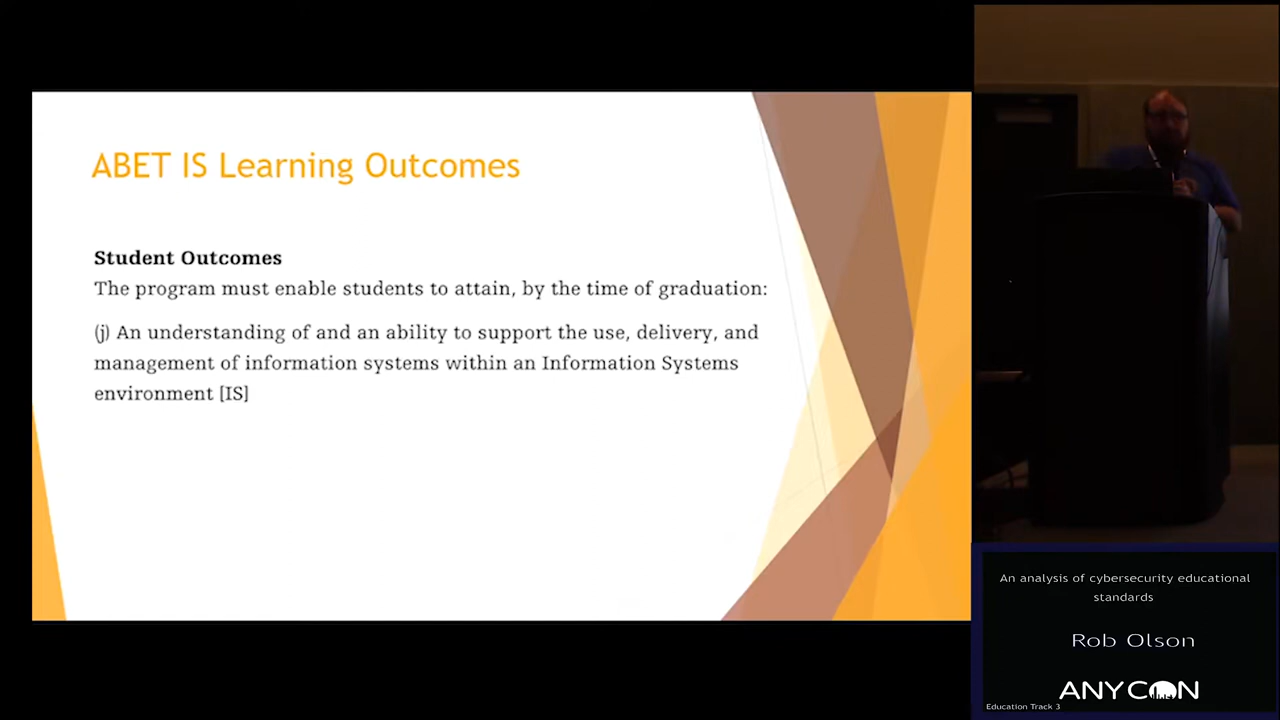 ABET IS Learning Outcomes
Student Outcomes
The program must enable students to attain, by the time of graduation:
(j) An understanding of and an ability to support the use, delivery, and
management of information systems within an Information Systems
environment [IS]
An analysis of cybersecurity educational
standards
Rob Olson
ANYCON
Education Track 3